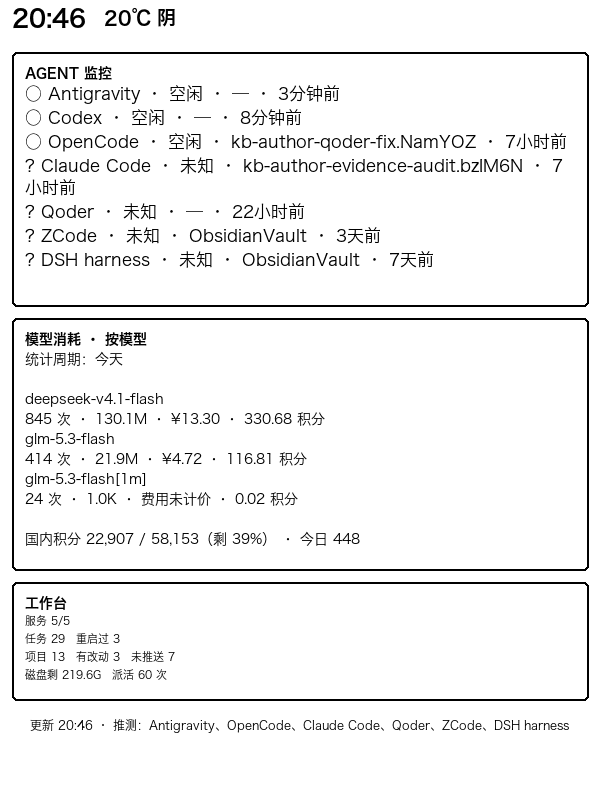 20:46 20℃ 阴
AGENT 监控
○ Antigravity · 空闲 · — · 3分钟前
○ Codex · 空闲 · — · 8分钟前
○ OpenCode · 空闲 · kb-author-qoder-fix.NamYOZ · 7小时前
? Claude Code · 未知 · kb-author-evidence-audit.bzlM6N · 7
小时前
? Qoder · 未知 · — · 22小时前
? ZCode · 未知 · ObsidianVault · 3天前
? DSH harness · 未知 · ObsidianVault · 7天前
模型消耗 · 按模型
统计周期：今天
deepseek-v4.1-flash
845 次 · 130.1M · ¥13.30 · 330.68 积分
glm-5.3-flash
414 次 · 21.9M · ¥4.72 · 116.81 积分
glm-5.3-flash[1m]
24 次 · 1.0K · 费用未计价 · 0.02 积分
国内积分 22,907 / 58,153（剩 39%） · 今日 448
工作台
服务 5/5
任务 29 重启过 3
项目 13 有改动 3 未推送 7
磁盘剩 219.6G 派活 60 次
更新 20:46 · 推测：Antigravity、OpenCode、Claude Code、Qoder、ZCode、DSH harness